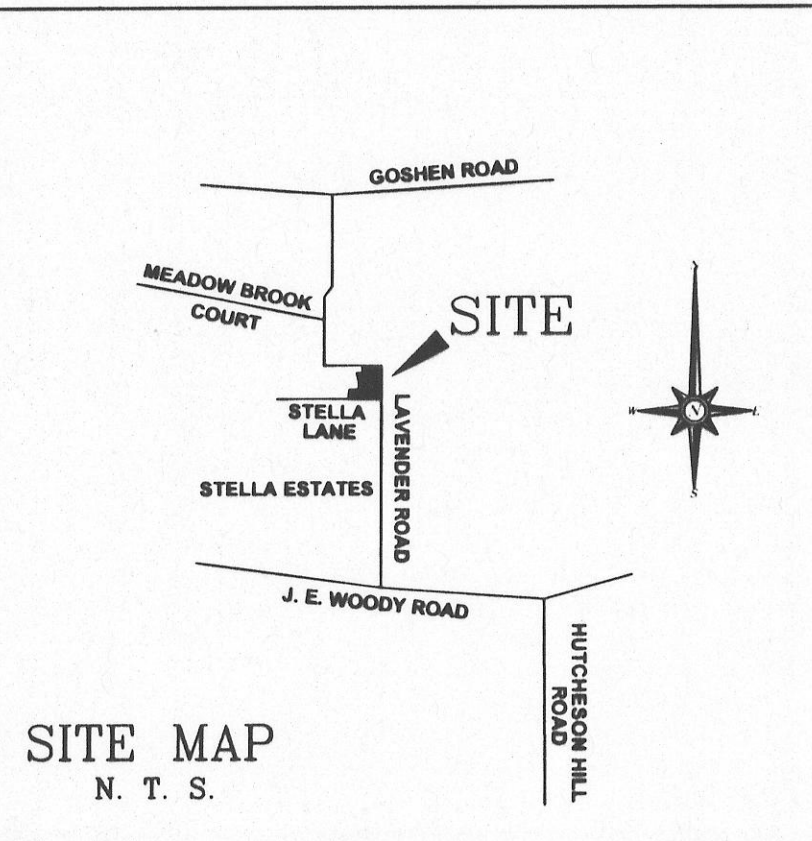 GOSHEN ROAD
MEADOW BROOK
COURT
SITE
STELLA
LANE
LAVENDER ROAD
STELLA ESTATES
W
N
S
J. E. WOODY ROAD
HUTCHESON HILL
ROAD
SITE MAP
N. T. S.